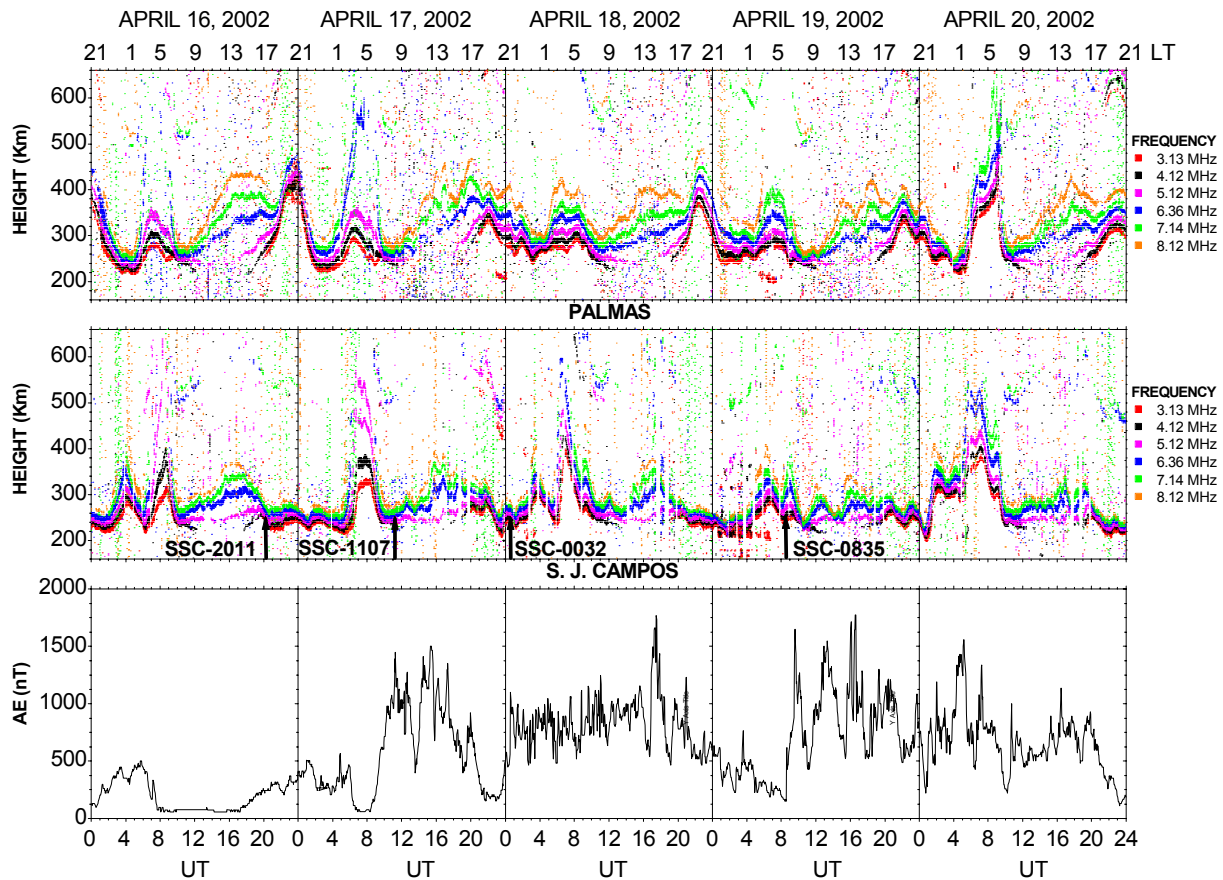 APRIL 16, 2002 APRIL 17, 2002 APRIL 18, 2002 APRIL 19, 2002 APRIL 20, 2002
21 1 5 9 13 17 21 1 5 9 13 17 21 1 5 9 13 17 21 1 5 9 13 17 21 1 5 9 13 17 21 LT
HEIGHT (Km)
600
500
400
300
200
FREQUENCY
3.13 MHz
4.12 MHz
5.12 MHz
6.36 MHz
7.14 MHz
8.12 MHz
PALMAS
HEIGHT (Km)
600
500
400
300
200
FREQUENCY
3.13 MHz
4.12 MHz
5.12 MHz
6.36 MHz
7.14 MHz
8.12 MHz
SSC-2011 SSC-1107 SSC-0032 SSC-0835
S. J. CAMPOS
AE (nT)
2000
1500
1000
500
0
0 4 8 12 16 20 0 4 8 12 16 20 0 4 8 12 16 20 0 4 8 12 16 20 0 4 8 12 16 20 24
UT UT UT UT UT